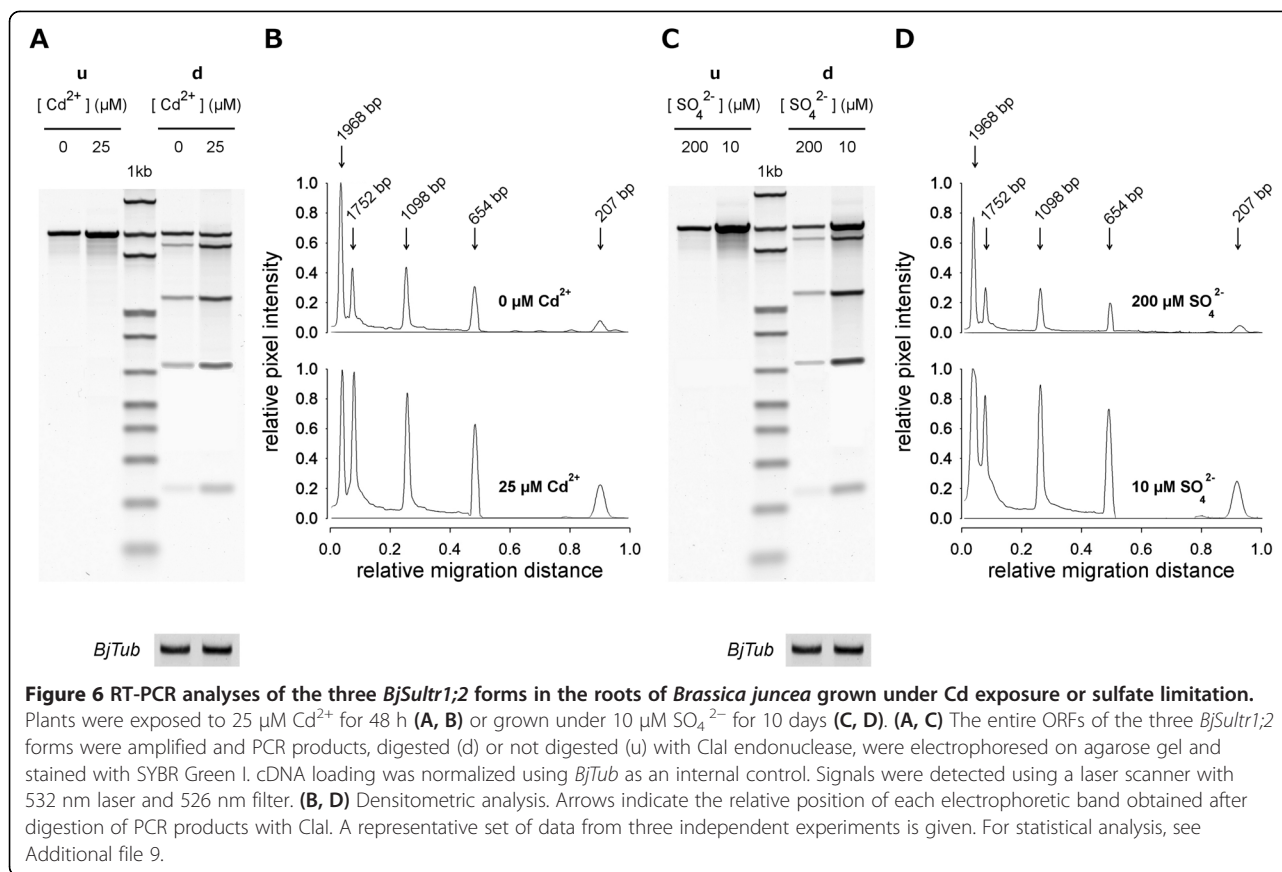 A
B
C
D
u
d
[ Cd²⁺ ] (µM)
[ Cd²⁺ ] (µM)
0
25
0
25
1kb
1968 bp
1752 bp
1098 bp
654 bp
207 bp
relative pixel intensity
1.0
0.8
0.6
0.4
0.2
0.0
0 µM Cd²⁺
1.0
0.8
0.6
0.4
0.2
0.0
25 µM Cd²⁺
0.0 0.2 0.4 0.6 0.8 1.0
relative migration distance
u
d
[ SO₄²⁻ ] (µM)
[ SO₄²⁻ ] (µM)
200
10
200
10
1kb
1968 bp
1752 bp
1098 bp
654 bp
207 bp
relative pixel intensity
1.0
0.8
0.6
0.4
0.2
0.0
200 µM SO₄²⁻
1.0
0.8
0.6
0.4
0.2
0.0
10 µM SO₄²⁻
0.0 0.2 0.4 0.6 0.8 1.0
relative migration distance
BjTub
BjTub
Figure 6 RT-PCR analyses of the three BjSultr1;2 forms in the roots of Brassica juncea grown under Cd exposure or sulfate limitation.
Plants were exposed to 25 µM Cd²⁺ for 48 h (A, B) or grown under 10 µM SO₄ ²⁻ for 10 days (C, D). (A, C) The entire ORFs of the three BjSultr1;2
forms were amplified and PCR products, digested (d) or not digested (u) with ClaI endonuclease, were electrophoresed on agarose gel and
stained with SYBR Green I. cDNA loading was normalized using BjTub as an internal control. Signals were detected using a laser scanner with
532 nm laser and 526 nm filter. (B, D) Densitometric analysis. Arrows indicate the relative position of each electrophoretic band obtained after
digestion of PCR products with ClaI. A representative set of data from three independent experiments is given. For statistical analysis, see
Additional file 9.